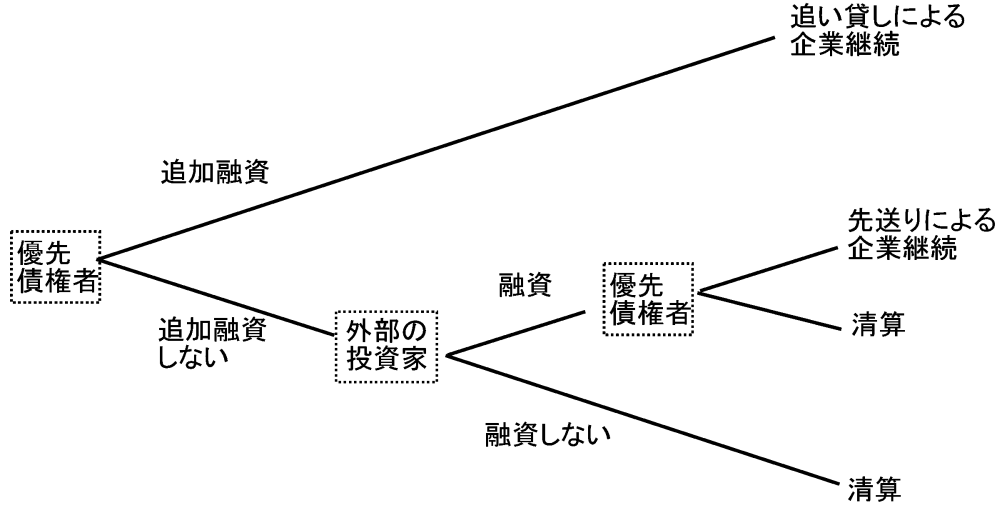 追い貸しによる
企業継続
追加融資
優先
債権者
追加融資
しない
外部の
投資家
融資
優先
債権者
先送りによる
企業継続
清算
融資しない
清算